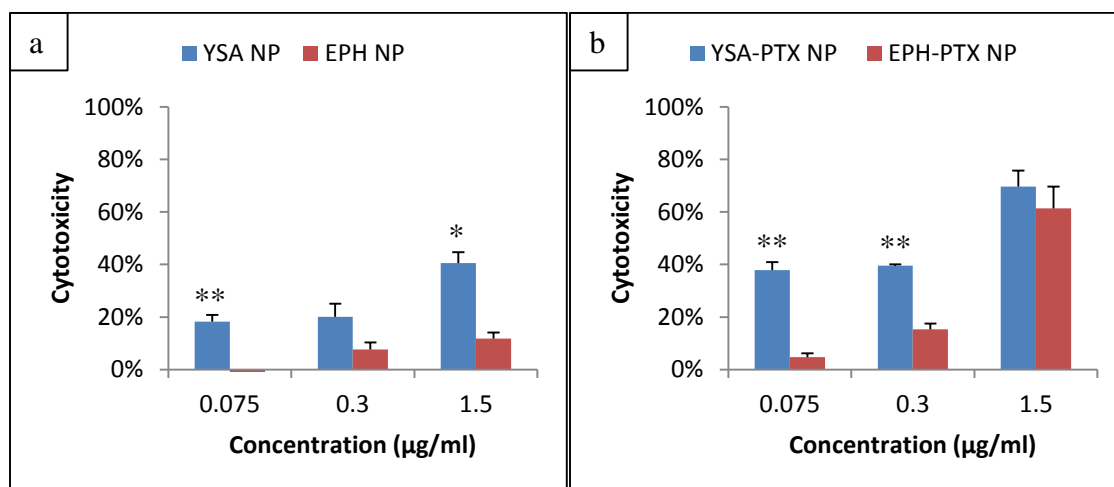 a
YSA NP EPH NP
100%
80%
60%
40%
20%
0%
Cytotoxicity
**
*
0.075 0.3 1.5
Concentration (µg/ml)
b
YSA-PTX NP EPH-PTX NP
100%
80%
60%
40%
20%
0%
Cytotoxicity
** **
0.075 0.3 1.5
Concentration (µg/ml)